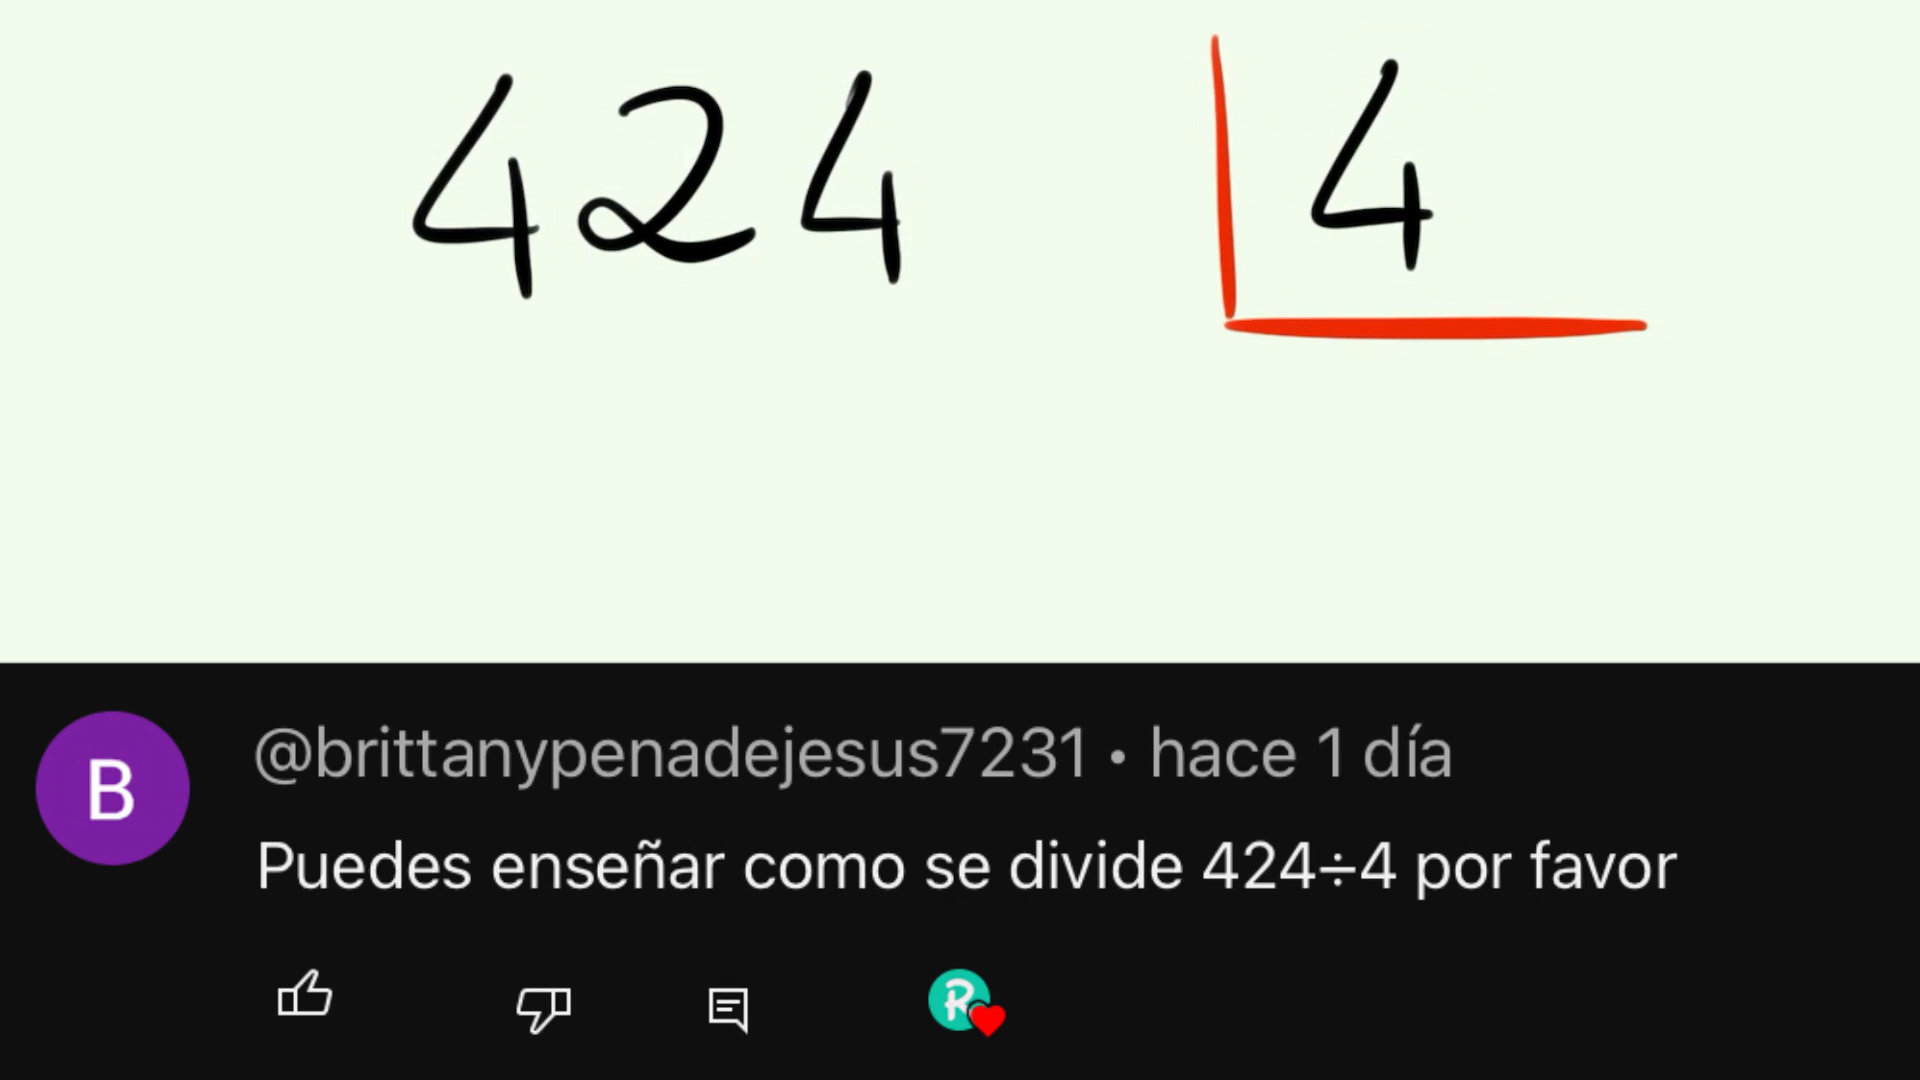 424 4
B
@brittanypenadejesus7231 • hace 1 día
Puedes enseñar como se divide 424÷4 por favor
R